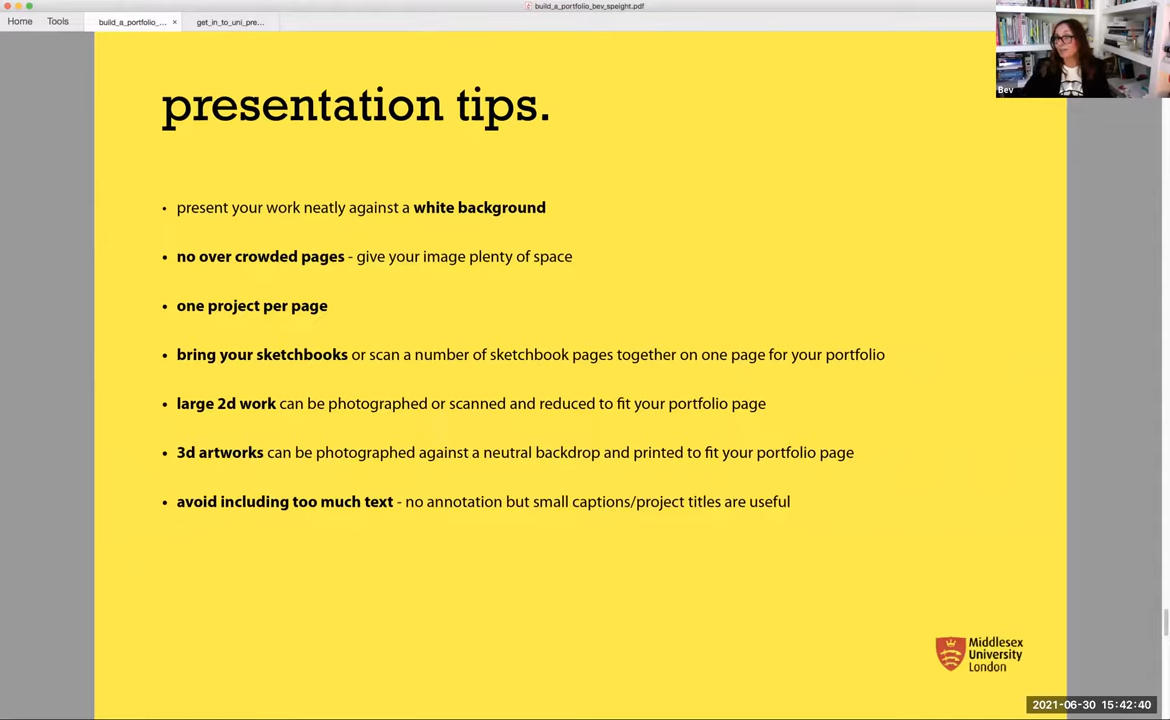 build_a_portfolio_bev_speight.pdf
Home Tools build_a_portfolio_... × get_in_to_uni_pre...
Bev
presentation tips.
• present your work neatly against a white background
• no over crowded pages - give your image plenty of space
• one project per page
• bring your sketchbooks or scan a number of sketchbook pages together on one page for your portfolio
• large 2d work can be photographed or scanned and reduced to fit your portfolio page
• 3d artworks can be photographed against a neutral backdrop and printed to fit your portfolio page
• avoid including too much text - no annotation but small captions/project titles are useful
Middlesex
University
London
2021-06-30 15:42:40